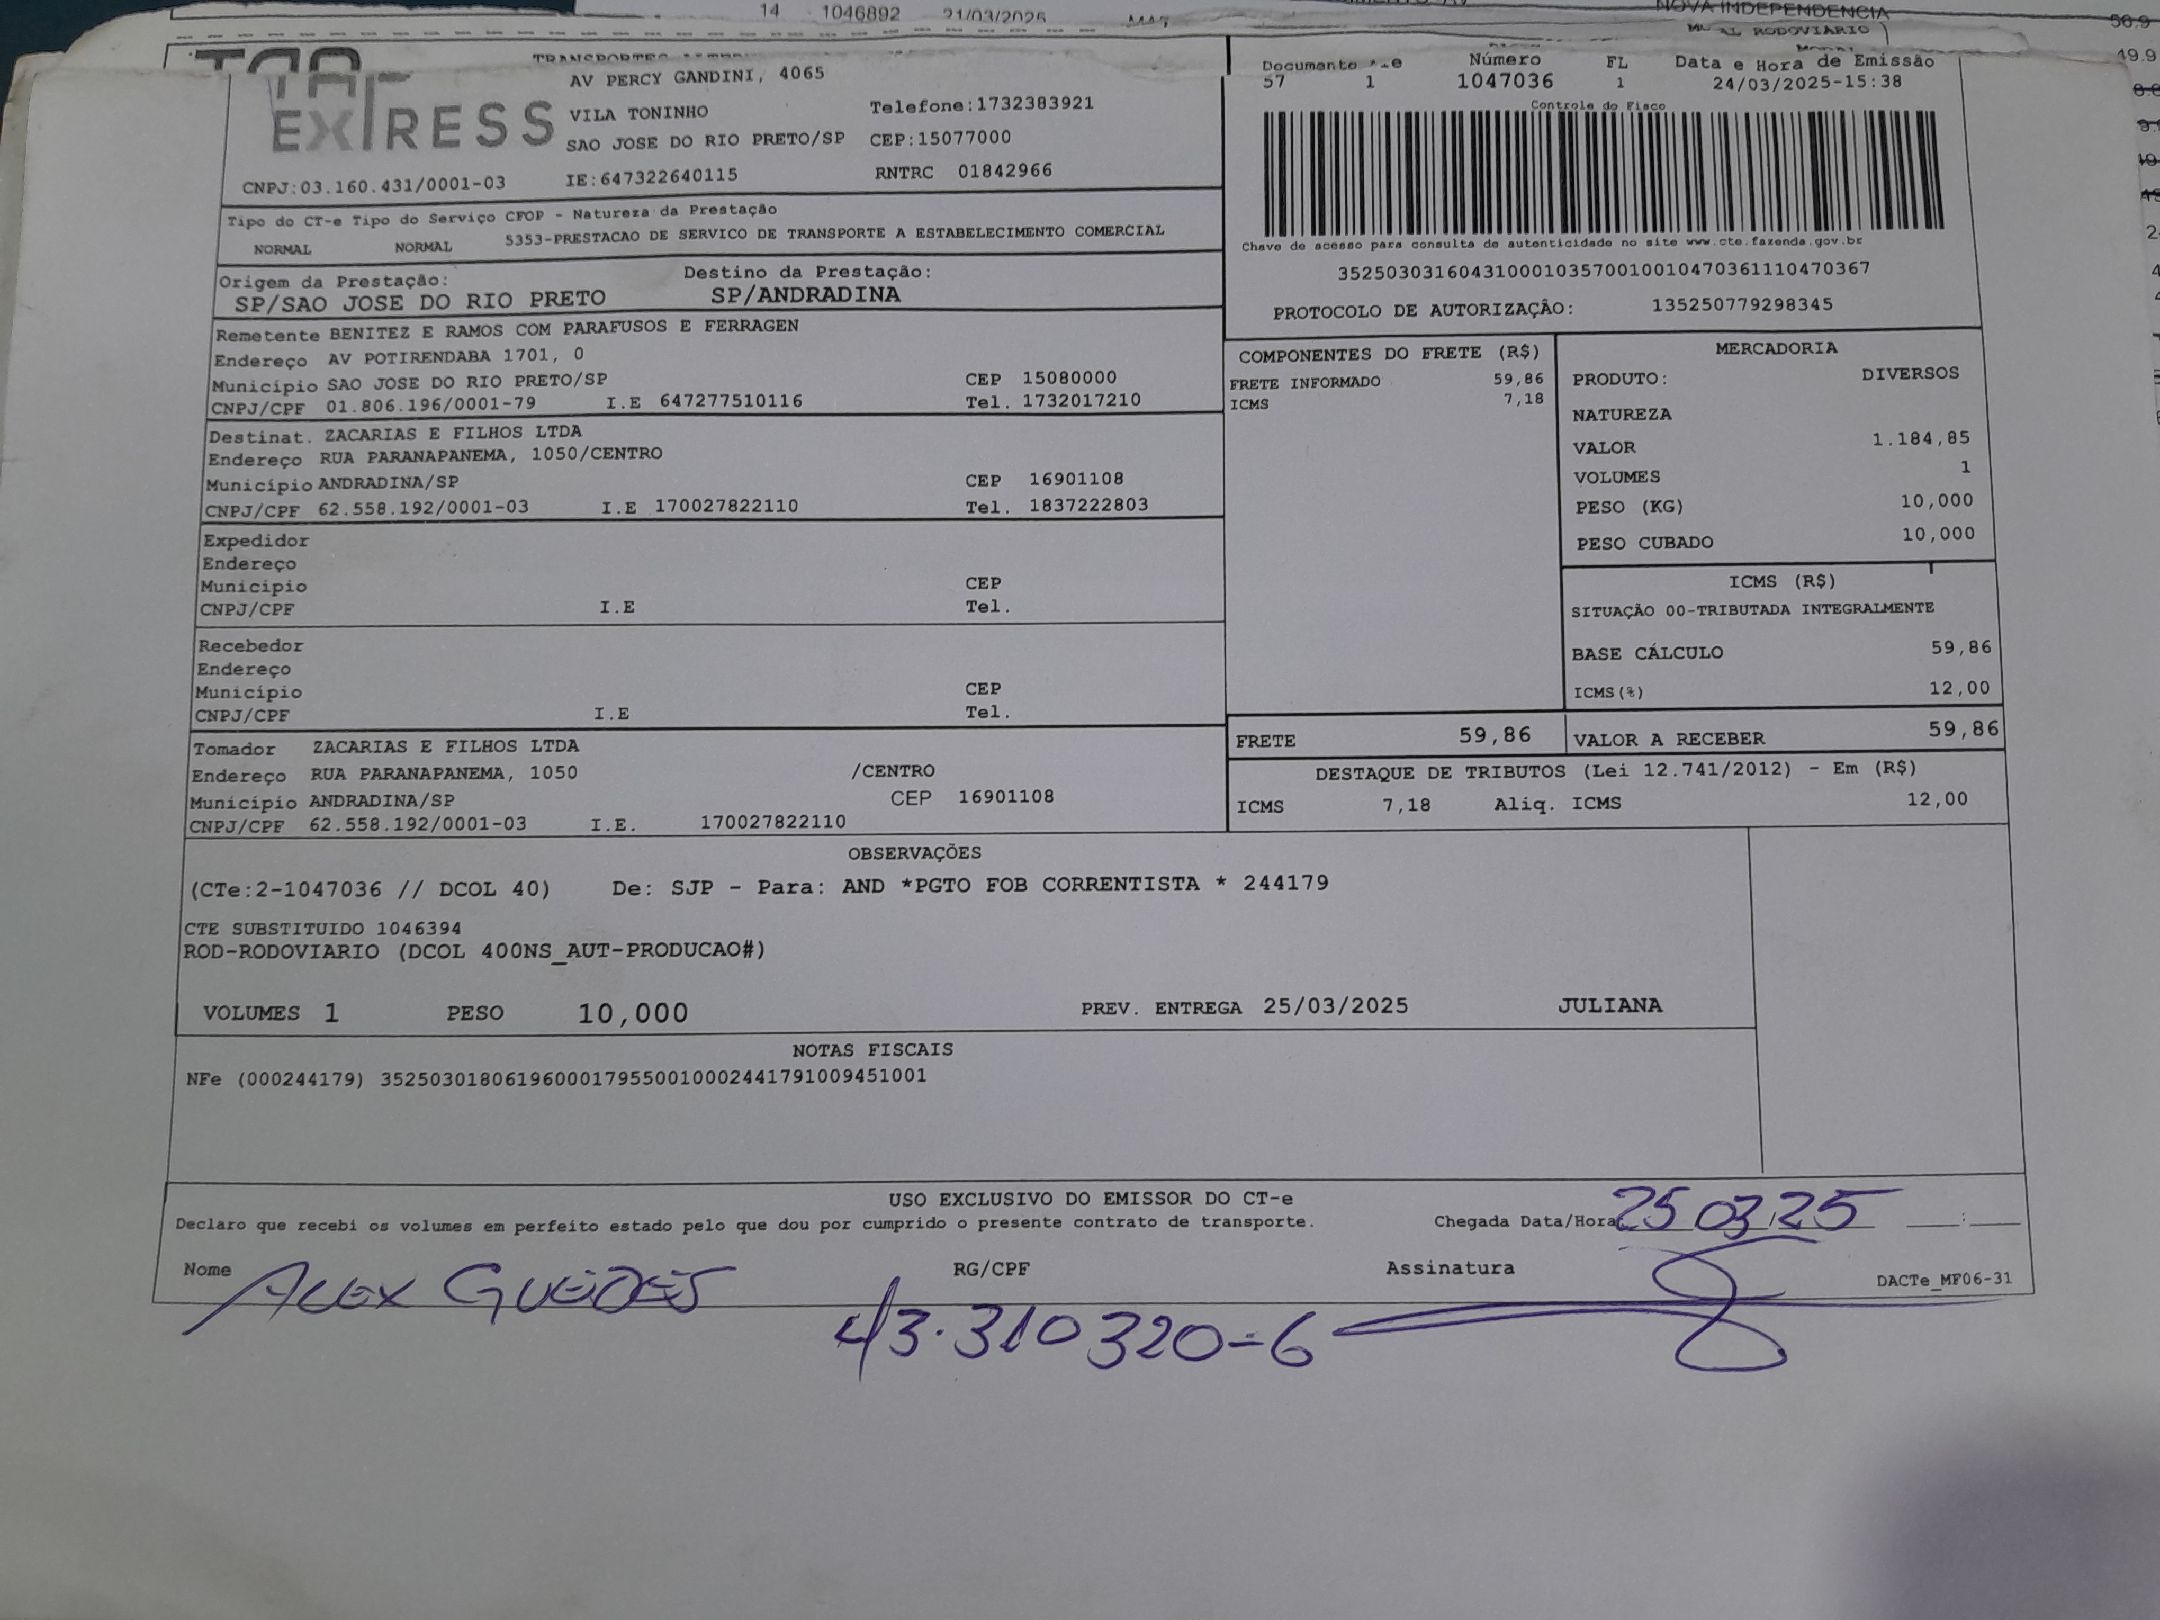 14 1046892 21/03/2025
NOVA INDEPENDENCIA
56.9
RODOVIARIO
49.9
EXPRESS
AV PERCY GANDINI, 4065
VILA TONINHO Telefone:1732383921
SAO JOSE DO RIO PRETO/SP CEP:15077000
CNPJ:03.160.431/0001-03 IE:647322640115 RNTRC 01842966
Documento Número FL Data e Hora de Emissão
57 1 1047036 1 24/03/2025-15:38
Controle do Fisco
Chave de acesso para consulta de autenticidade no site www.cte.fazenda.gov.br
35250303160431000103570010010470361110470367
PROTOCOLO DE AUTORIZAÇÃO: 135250779298345
Tipo do CT-e Tipo do Serviço CFOP - Natureza da Prestação
NORMAL NORMAL 5353-PRESTACAO DE SERVICO DE TRANSPORTE A ESTABELECIMENTO COMERCIAL
Origem da Prestação: Destino da Prestação:
SP/SAO JOSE DO RIO PRETO SP/ANDRADINA
Remetente BENITEZ E RAMOS COM PARAFUSOS E FERRAGEN
Endereço AV POTIRENDABA 1701, 0
Município SAO JOSE DO RIO PRETO/SP CEP 15080000
CNPJ/CPF 01.806.196/0001-79 I.E 647277510116 Tel. 1732017210
Destinat. ZACARIAS E FILHOS LTDA
Endereço RUA PARANAPANEMA, 1050/CENTRO
Município ANDRADINA/SP CEP 16901108
CNPJ/CPF 62.558.192/0001-03 I.E 170027822110 Tel. 1837222803
Expedidor
Endereço
Município CEP
CNPJ/CPF I.E Tel.
Recebedor
Endereço
Município CEP
CNPJ/CPF I.E Tel.
Tomador ZACARIAS E FILHOS LTDA
Endereço RUA PARANAPANEMA, 1050 /CENTRO
Município ANDRADINA/SP CEP 16901108
CNPJ/CPF 62.558.192/0001-03 I.E. 170027822110
COMPONENTES DO FRETE (R$)
FRETE INFORMADO 59,86
ICMS 7,18
MERCADORIA
PRODUTO: DIVERSOS
NATUREZA
VALOR 1.184,85
VOLUMES 1
PESO (KG) 10,000
PESO CUBADO 10,000
ICMS (R$)
SITUAÇÃO 00-TRIBUTADA INTEGRALMENTE
BASE CÁLCULO 59,86
ICMS(%) 12,00
FRETE 59,86 VALOR A RECEBER 59,86
DESTAQUE DE TRIBUTOS (Lei 12.741/2012) - Em (R$)
ICMS 7,18 Aliq. ICMS 12,00
OBSERVAÇÕES
(CTe:2-1047036 // DCOL 40) De: SJP - Para: AND *PGTO FOB CORRENTISTA * 244179
CTE SUBSTITUIDO 1046394
ROD-RODOVIARIO (DCOL 400NS_AUT-PRODUCAO#)
VOLUMES 1 PESO 10,000 PREV. ENTREGA 25/03/2025 JULIANA
NOTAS FISCAIS
NFe (000244179) 35250301806196000179550010002441791009451001
USO EXCLUSIVO DO EMISSOR DO CT-e
Declaro que recebi os volumes em perfeito estado pelo que dou por cumprido o presente contrato de transporte. Chegada Data/Hora 25 03/25 :
Nome ALEX GUEDES RG/CPF 43.310320-6 Assinatura
DACTe_MF06-31